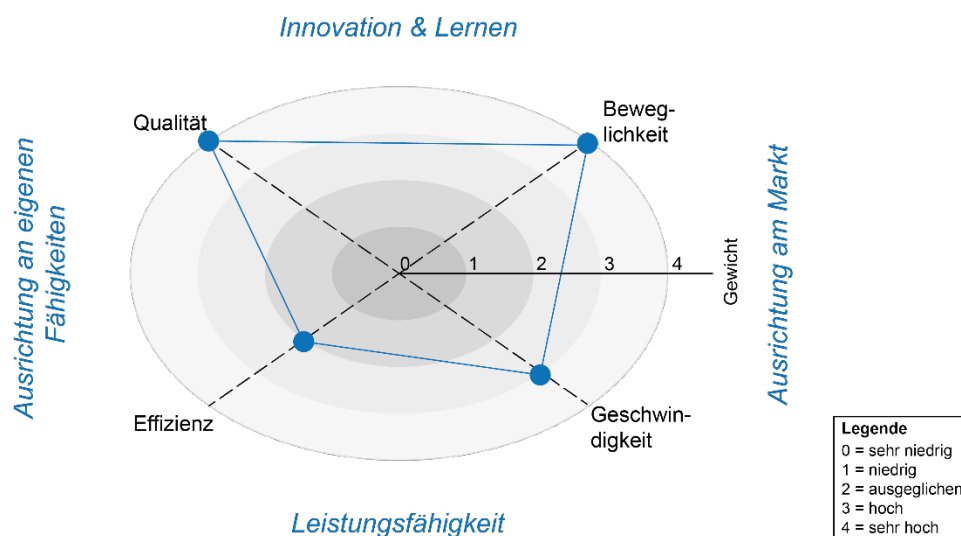 Innovation & Lernen
Qualität
Beweg-
lichkeit
Ausrichtung an eigenen
Fähigkeiten
0 1 2 3 4
Gewicht
Ausrichtung am Markt
Effizienz
Geschwin-
digkeit
Leistungsfähigkeit
Legende
0 = sehr niedrig
1 = niedrig
2 = ausgeglichen
3 = hoch
4 = sehr hoch